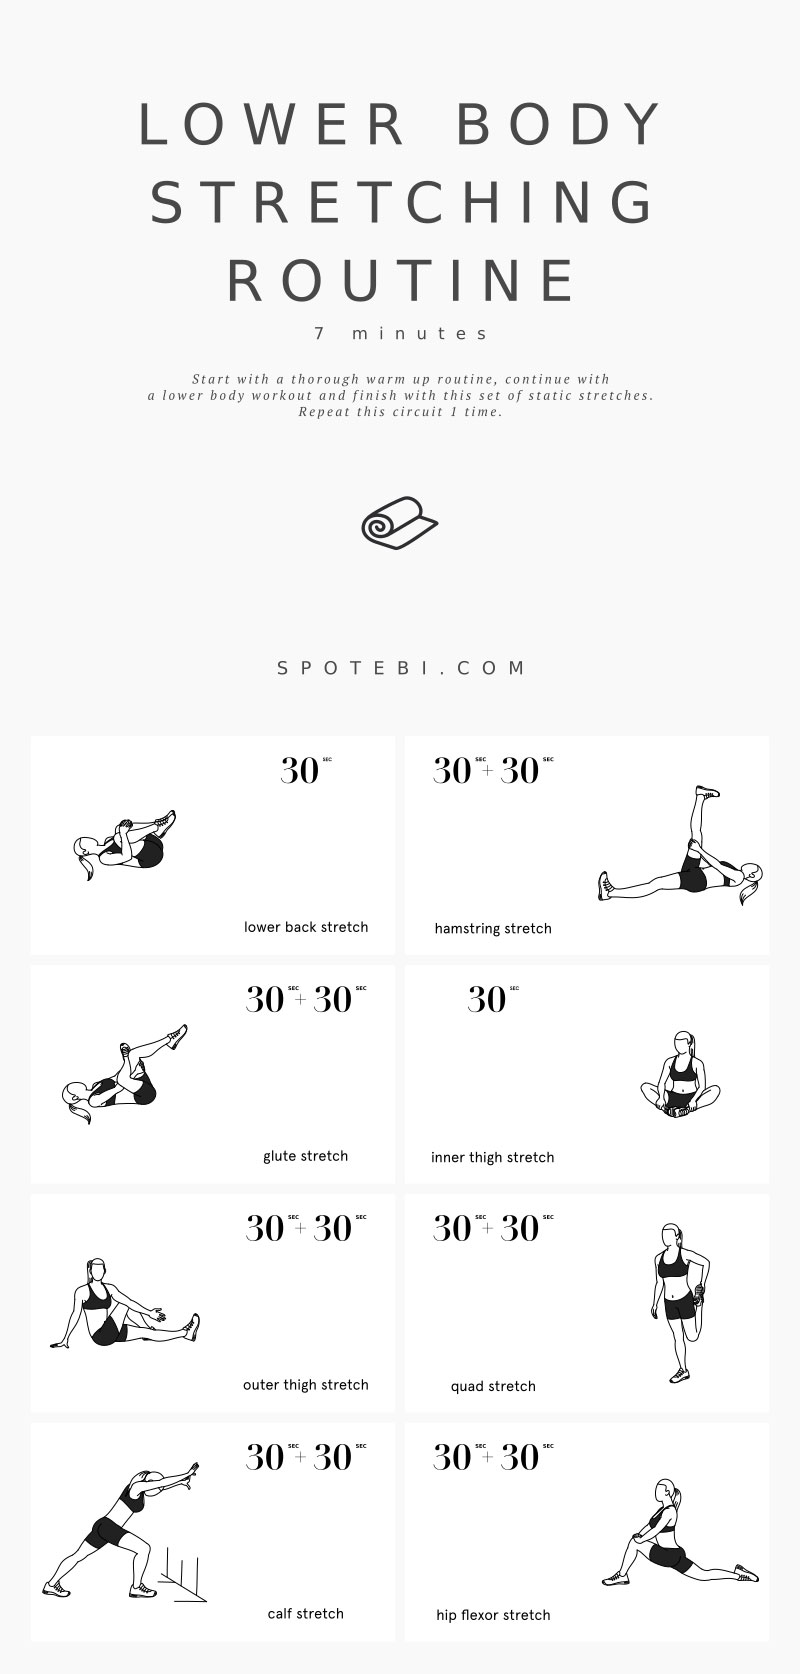 LOWER BODY
STRETCHING
ROUTINE
7 minutes
Start with a thorough warm up routine, continue with
a lower body workout and finish with this set of static stretches.
Repeat this circuit 1 time.
SPOTEBI.COM
30 SEC
lower back stretch
30 SEC + 30 SEC
hamstring stretch
30 SEC + 30 SEC
glute stretch
30 SEC
inner thigh stretch
30 SEC + 30 SEC
outer thigh stretch
30 SEC + 30 SEC
quad stretch
30 SEC + 30 SEC
calf stretch
30 SEC + 30 SEC
hip flexor stretch